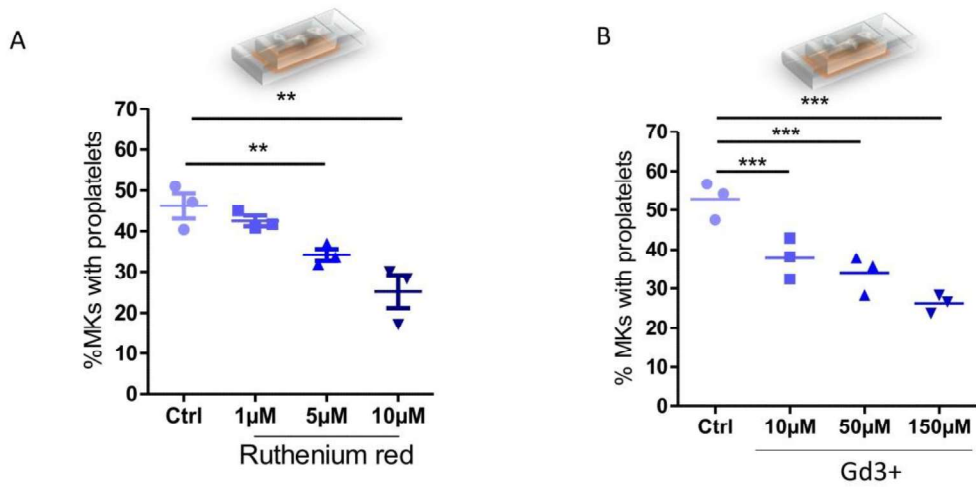 A
**
**
%MKs with proplatelets
70
60
50
40
30
20
10
0
Ctrl 1µM 5µM 10µM
Ruthenium red
B
***
***
***
% MKs with proplatelets
70
60
50
40
30
20
10
0
Ctrl 10µM 50µM 150µM
Gd3+